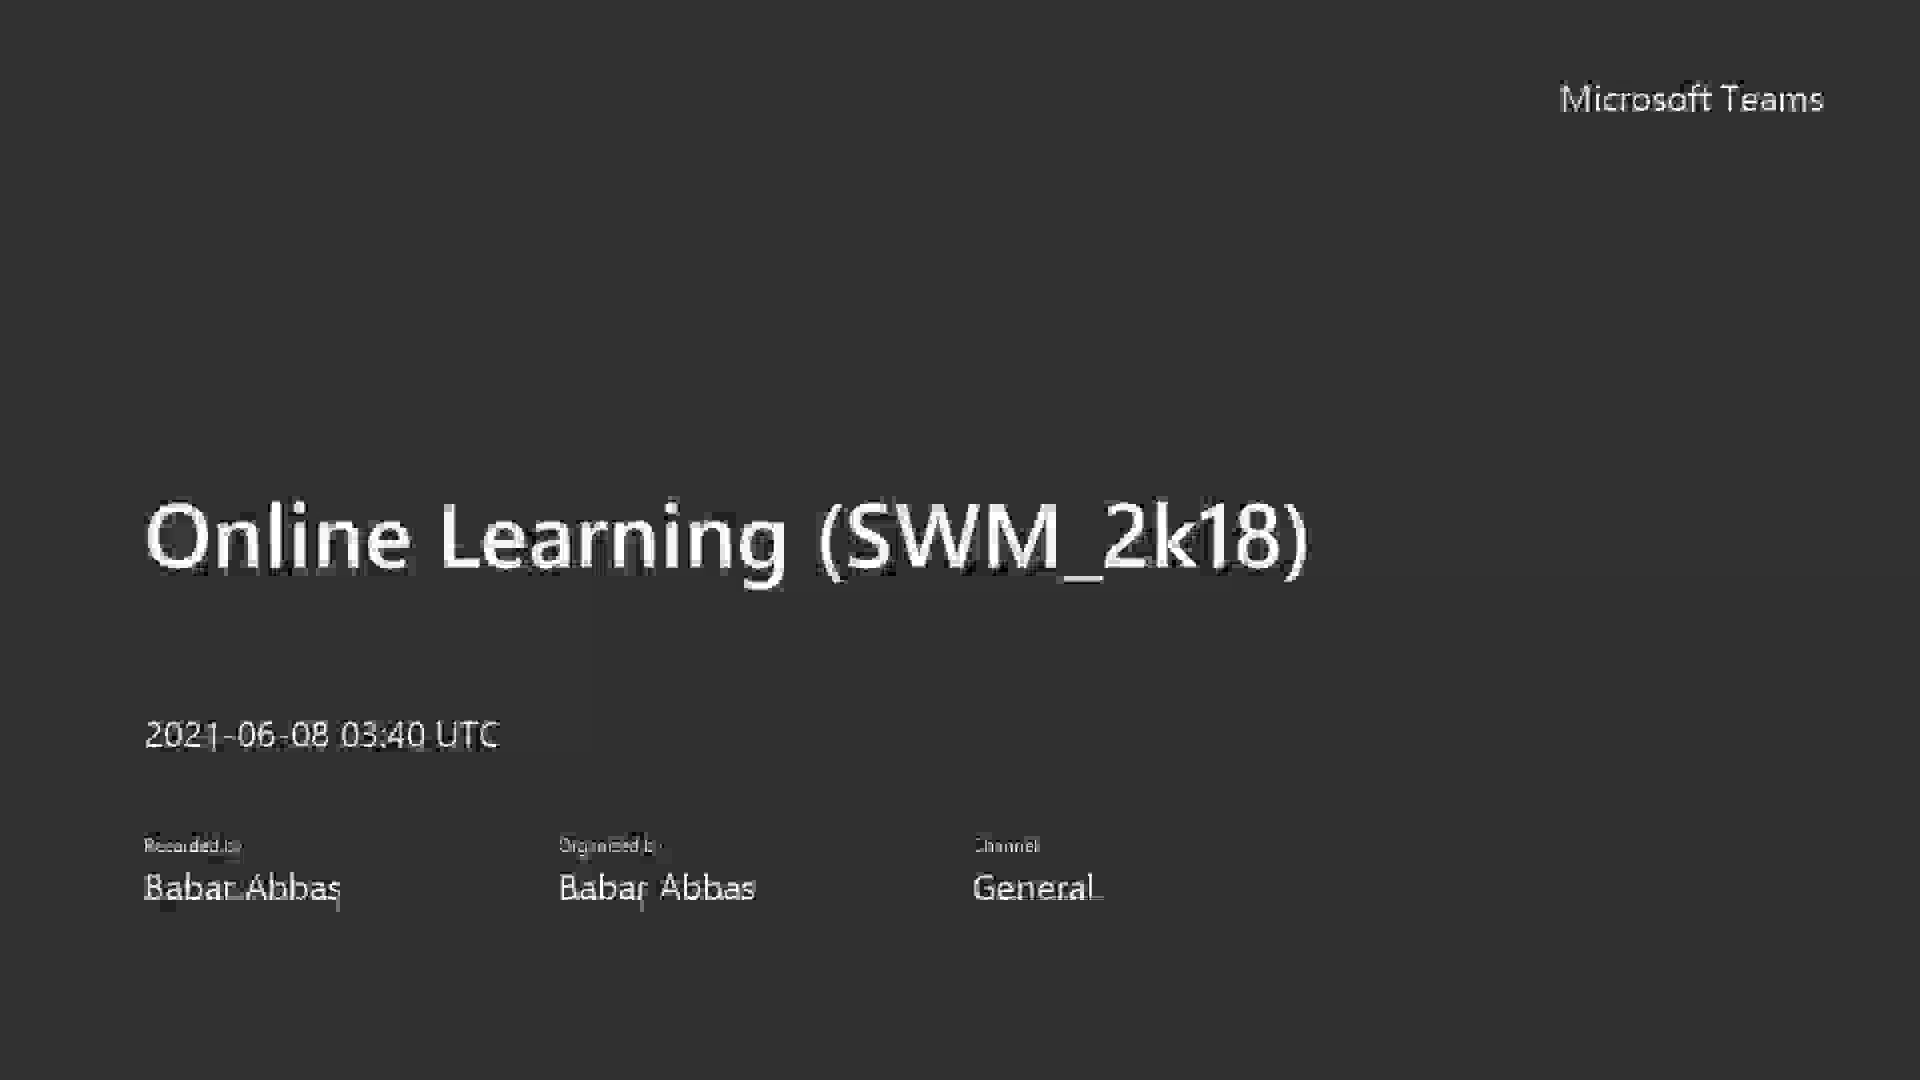 Microsoft Teams
Online Learning (SWM_2k18)
2021-06-08 03:40 UTC
Recorded by
Organized by
Channel
Babar Abbas
Babar Abbas
General